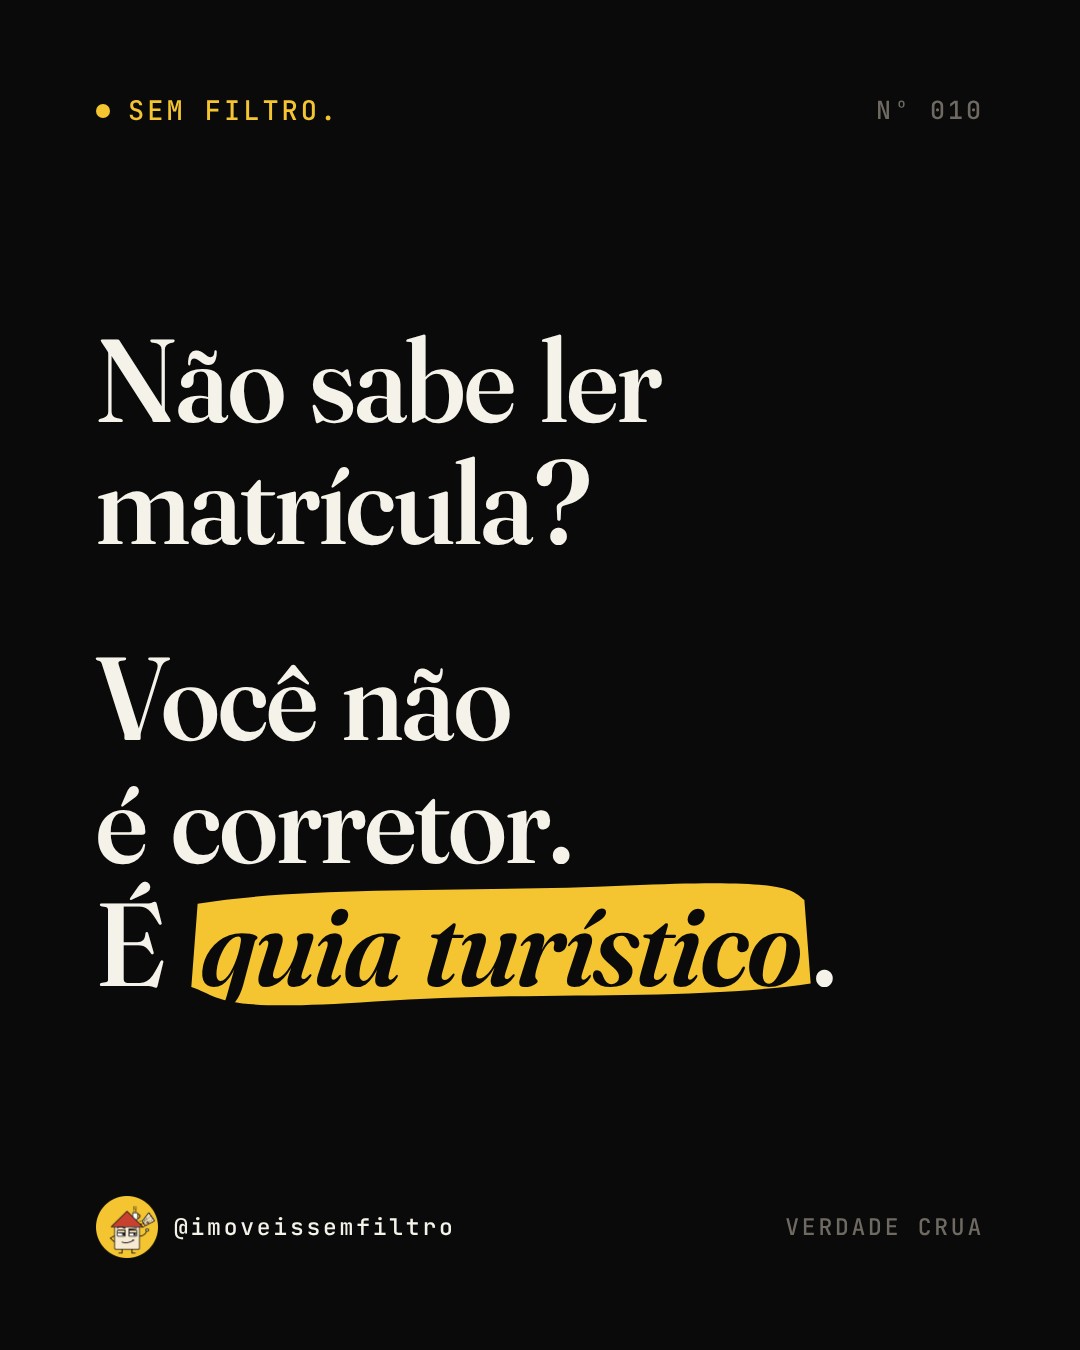 SEM FILTRO.
Nº 010
Não sabe ler
matrícula?
Você não
é corretor.
É guia turístico.
@imoveissemfiltro
VERDADE CRUA